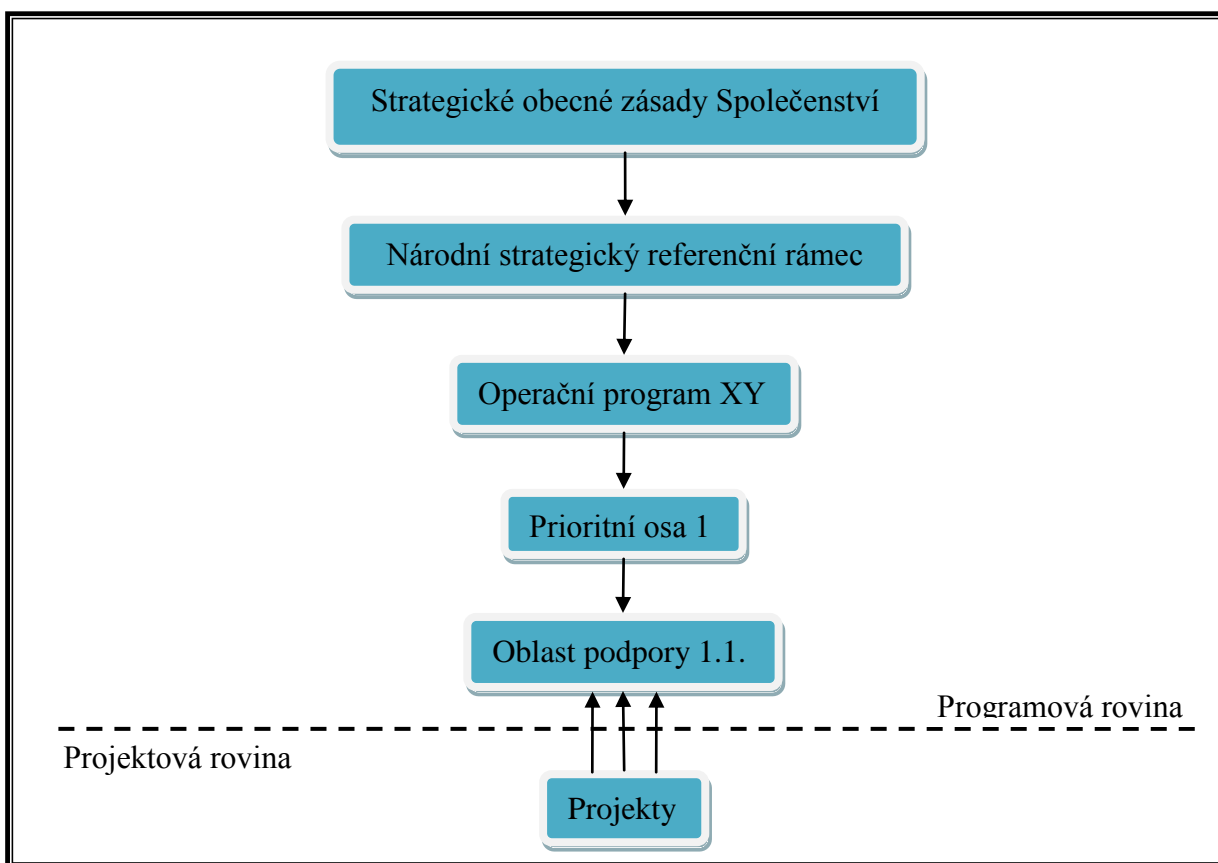 Strategické obecné zásady Společenství
Národní strategický referenční rámec
Operační program XY
Prioritní osa 1
Oblast podpory 1.1.
Programová rovina
Projektová rovina
Projekty